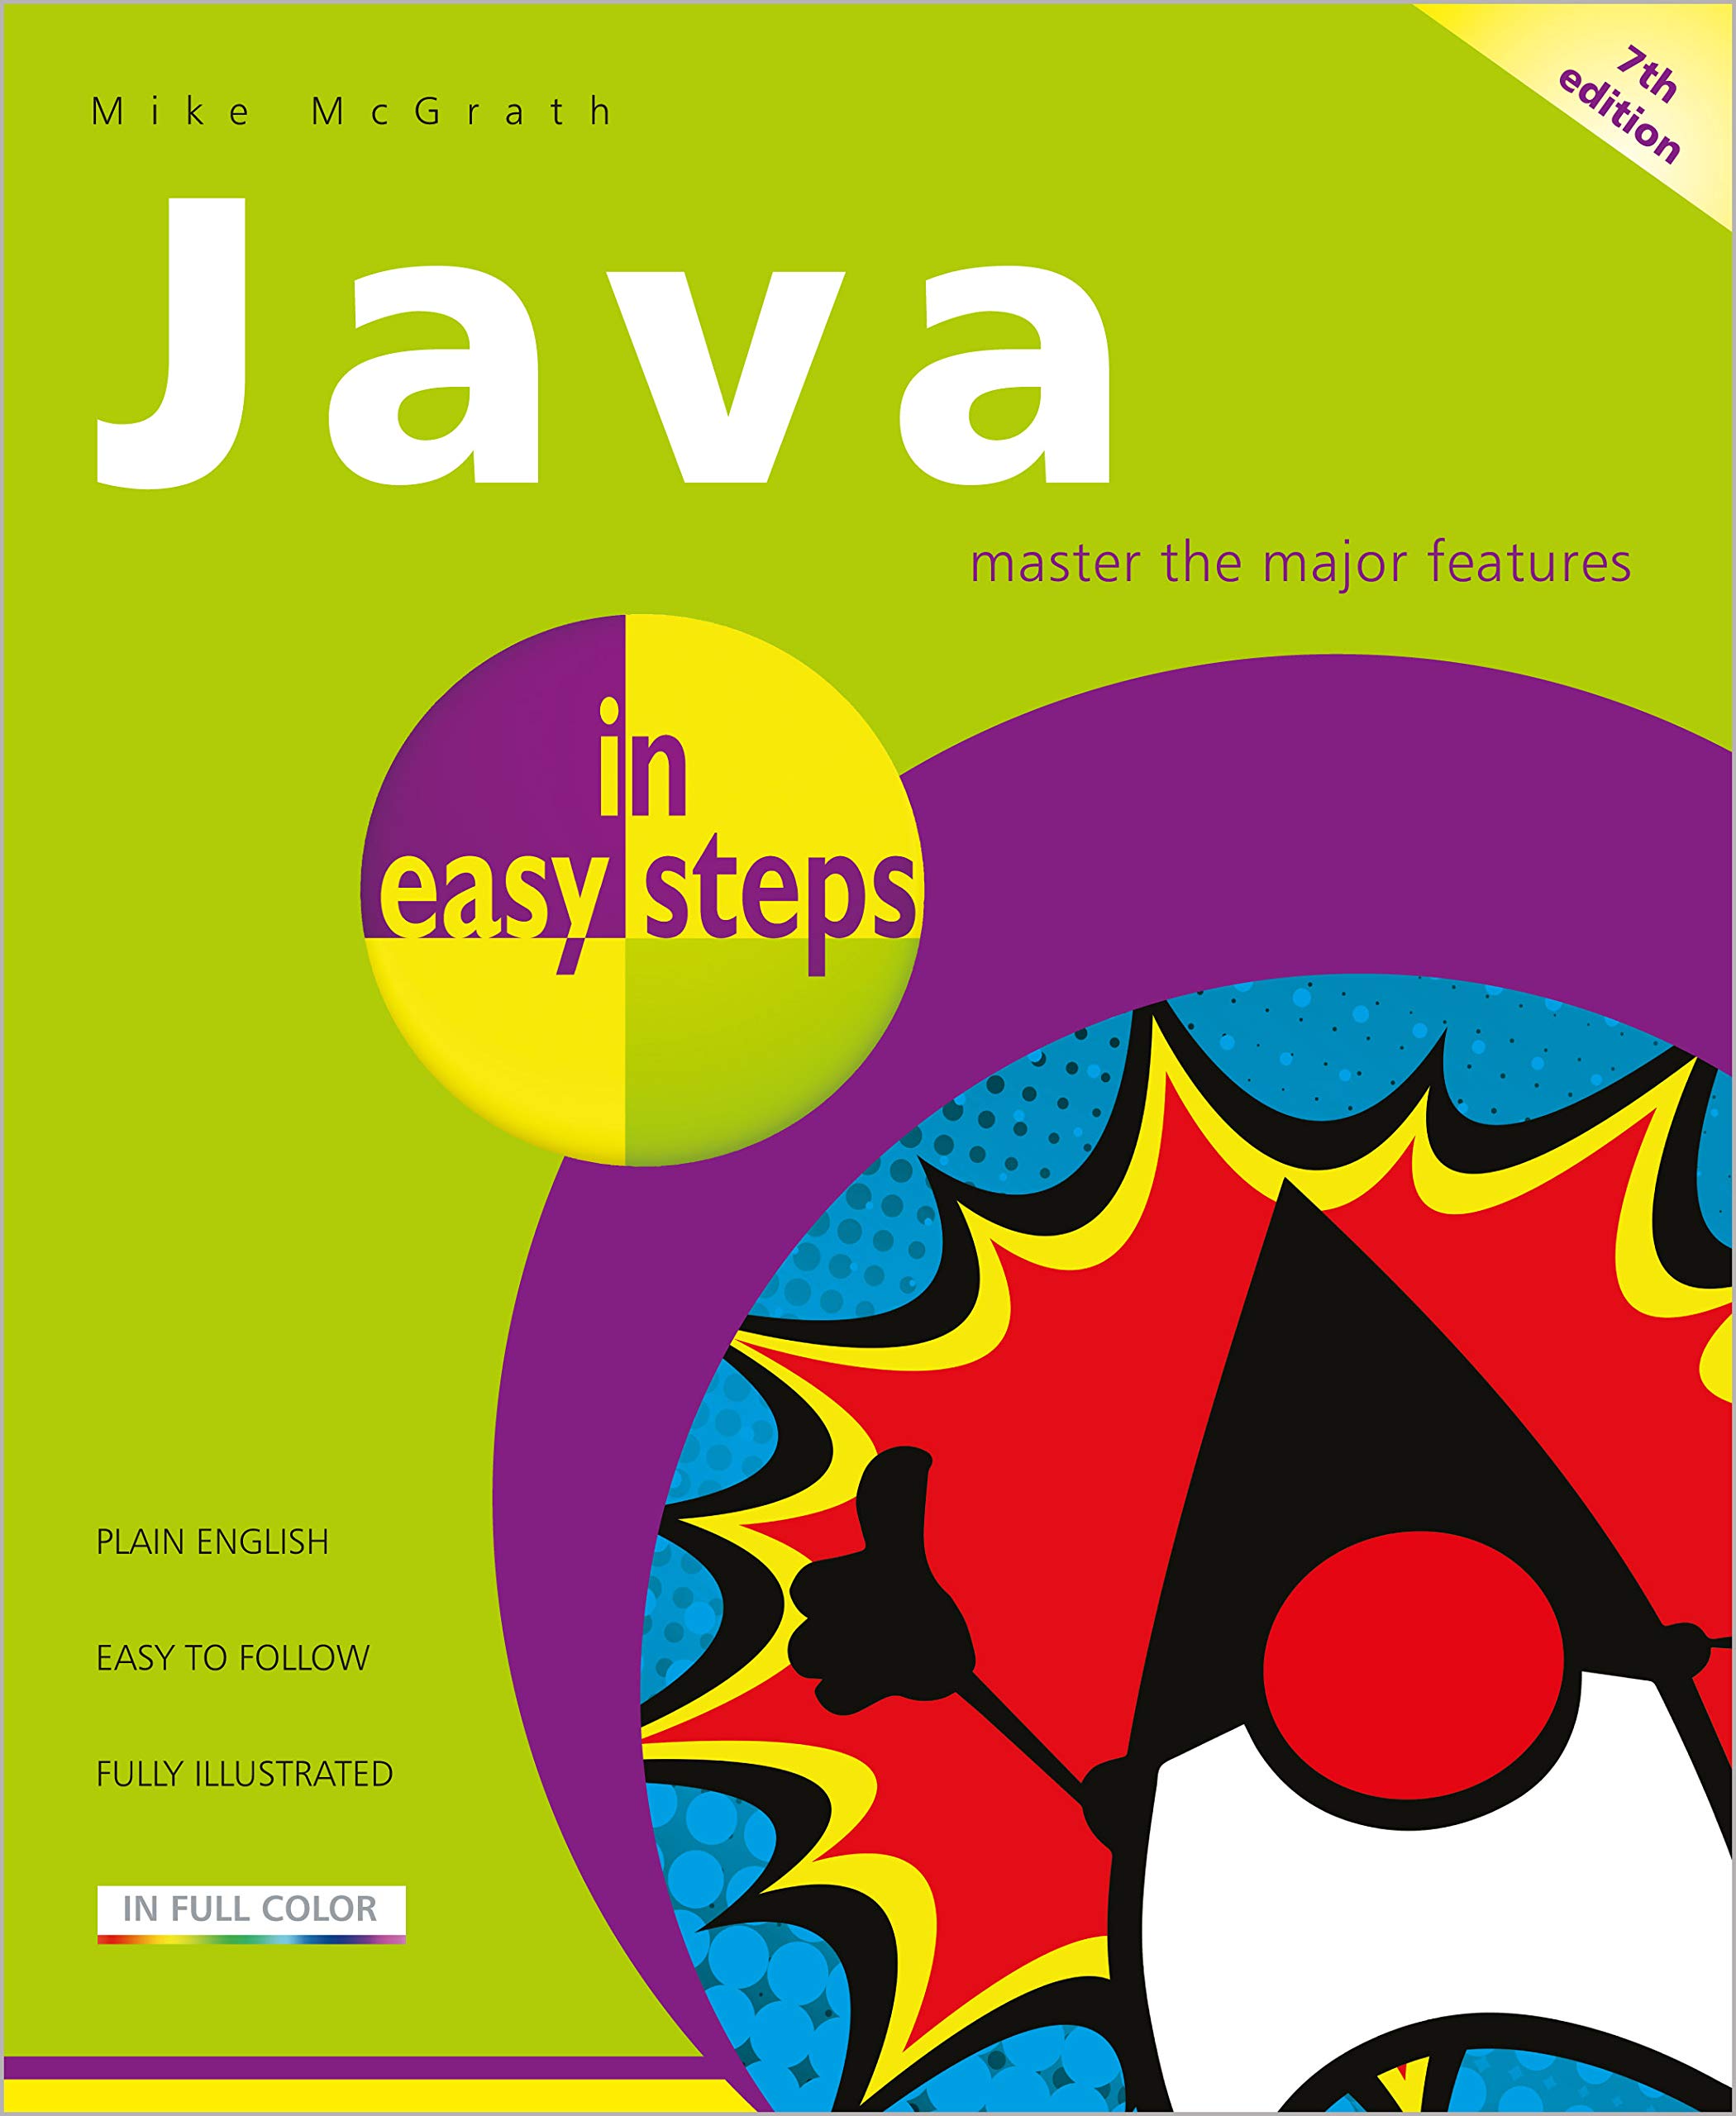 7th
edition
Mike McGrath
Java
master the major features
in
easy steps
PLAIN ENGLISH
EASY TO FOLLOW
FULLY ILLUSTRATED
IN FULL COLOR